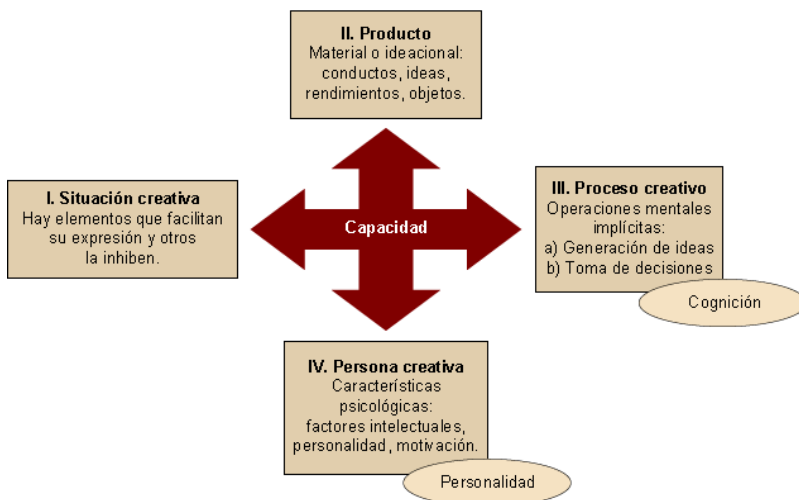 II. Producto
Material o ideacional:
conductos, ideas,
rendimientos, objetos.
I. Situación creativa
Hay elementos que facilitan
su expresión y otros
la inhiben.
Capacidad
III. Proceso creativo
Operaciones mentales
implícitas:
a) Generación de ideas
b) Toma de decisiones
Cognición
IV. Persona creativa
Características
psicológicas:
factores intelectuales,
personalidad, motivación.
Personalidad